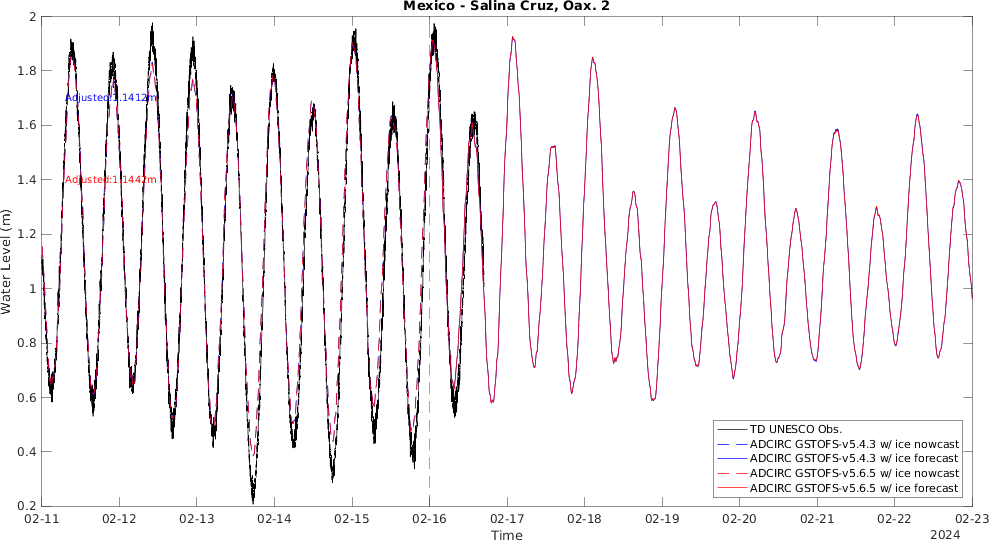 Mexico - Salina Cruz, Oax. 2
2
1.8
1.6
1.4
1.2
1
0.8
0.6
0.4
0.2
Water Level (m)
Adjusted:1.1412m
Adjusted:1.1442m
TD UNESCO Obs.
ADCIRC GSTOFS-v5.4.3 w/ ice nowcast
ADCIRC GSTOFS-v5.4.3 w/ ice forecast
ADCIRC GSTOFS-v5.6.5 w/ ice nowcast
ADCIRC GSTOFS-v5.6.5 w/ ice forecast
02-11 02-12 02-13 02-14 02-15 02-16 02-17 02-18 02-19 02-20 02-21 02-22 02-23
Time
2024